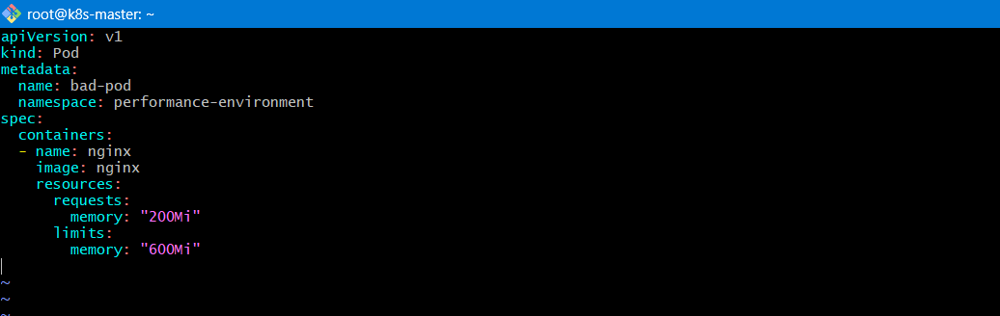 root@k8s-master: ~
apiVersion: v1
kind: Pod
metadata:
  name: bad-pod
  namespace: performance-environment
spec:
  containers:
  - name: nginx
    image: nginx
    resources:
      requests:
        memory: "200Mi"
      limits:
        memory: "600Mi"
~
~
~